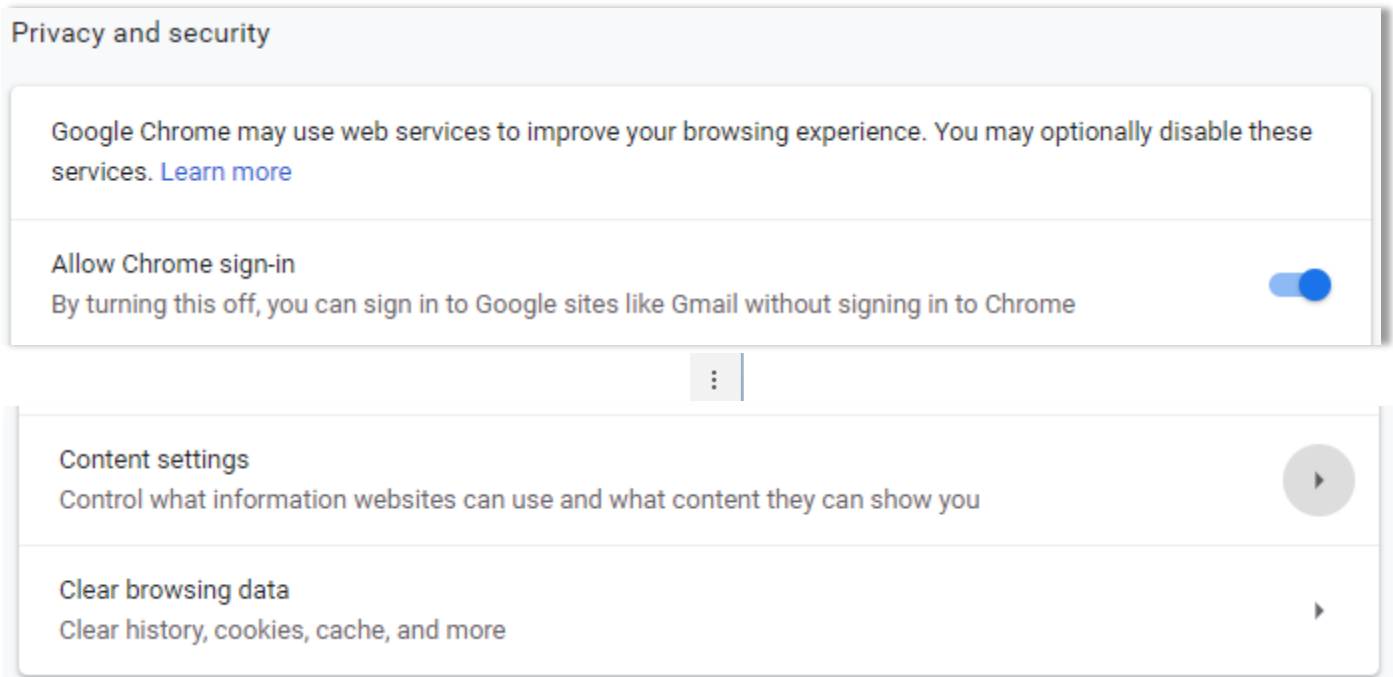 Privacy and security
Google Chrome may use web services to improve your browsing experience. You may optionally disable these
services. Learn more
Allow Chrome sign-in
By turning this off, you can sign in to Google sites like Gmail without signing in to Chrome
Content settings
Control what information websites can use and what content they can show you
Clear browsing data
Clear history, cookies, cache, and more